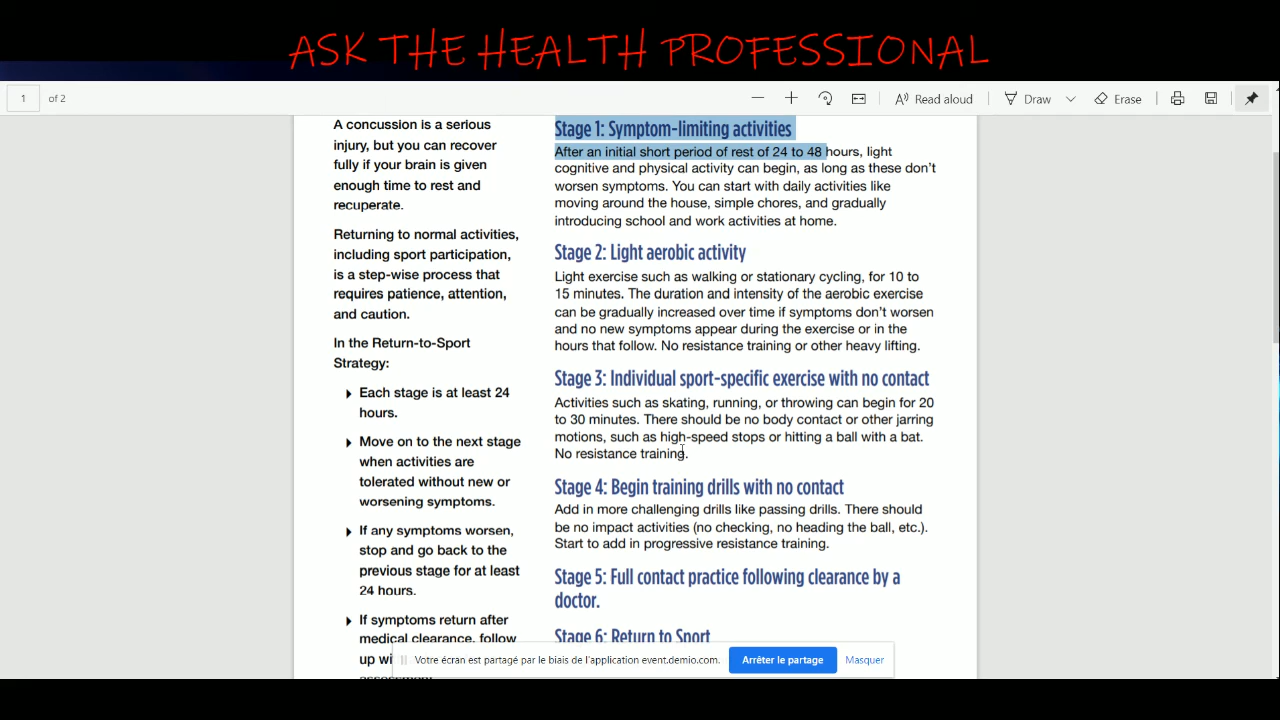 ASK THE HEALTH PROFESSIONAL
1 of 2
Read aloud
Draw
Erase
A concussion is a serious
injury, but you can recover
fully if your brain is given
enough time to rest and
recuperate.
Returning to normal activities,
including sport participation,
is a step-wise process that
requires patience, attention,
and caution.
In the Return-to-Sport
Strategy:
Each stage is at least 24
hours.
Move on to the next stage
when activities are
tolerated without new or
worsening symptoms.
If any symptoms worsen,
stop and go back to the
previous stage for at least
24 hours.
If symptoms return after
medical clearance, follow
up
Stage 1: Symptom-limiting activities
After an initial short period of rest of 24 to 48 hours, light
cognitive and physical activity can begin, as long as these don't
worsen symptoms. You can start with daily activities like
moving around the house, simple chores, and gradually
introducing school and work activities at home.
Stage 2: Light aerobic activity
Light exercise such as walking or stationary cycling, for 10 to
15 minutes. The duration and intensity of the aerobic exercise
can be gradually increased over time if symptoms don't worsen
and no new symptoms appear during the exercise or in the
hours that follow. No resistance training or other heavy lifting.
Stage 3: Individual sport-specific exercise with no contact
Activities such as skating, running, or throwing can begin for 20
to 30 minutes. There should be no body contact or other jarring
motions, such as high-speed stops or hitting a ball with a bat.
No resistance training.
Stage 4: Begin training drills with no contact
Add in more challenging drills like passing drills. There should
be no impact activities (no checking, no heading the ball, etc.).
Start to add in progressive resistance training.
Stage 5: Full contact practice following clearance by a
doctor.
Stage 6: Return to Sport
Votre écran est partagé par le biais de l'application event.demio.com.
Arrêter le partage
Masquer